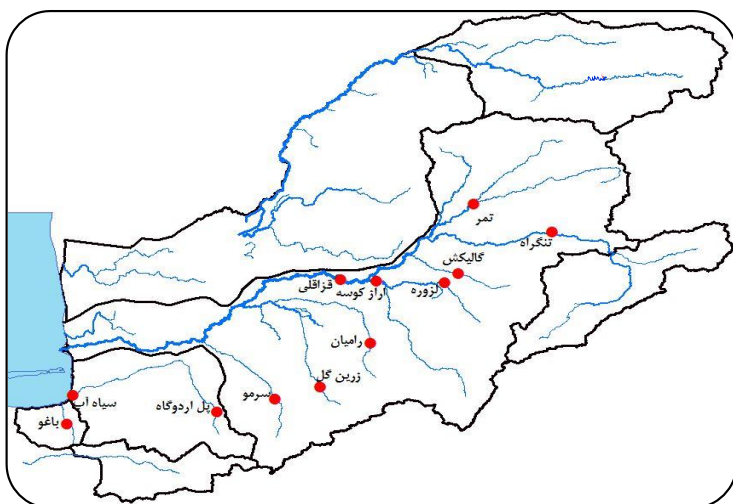 تمر
تنگراه
گالیکش
لزوره
اراز کوسه
قزاقلی
رامیان
زرین گل
سرمو
پل اردوگاه
سیاه آب
باغو